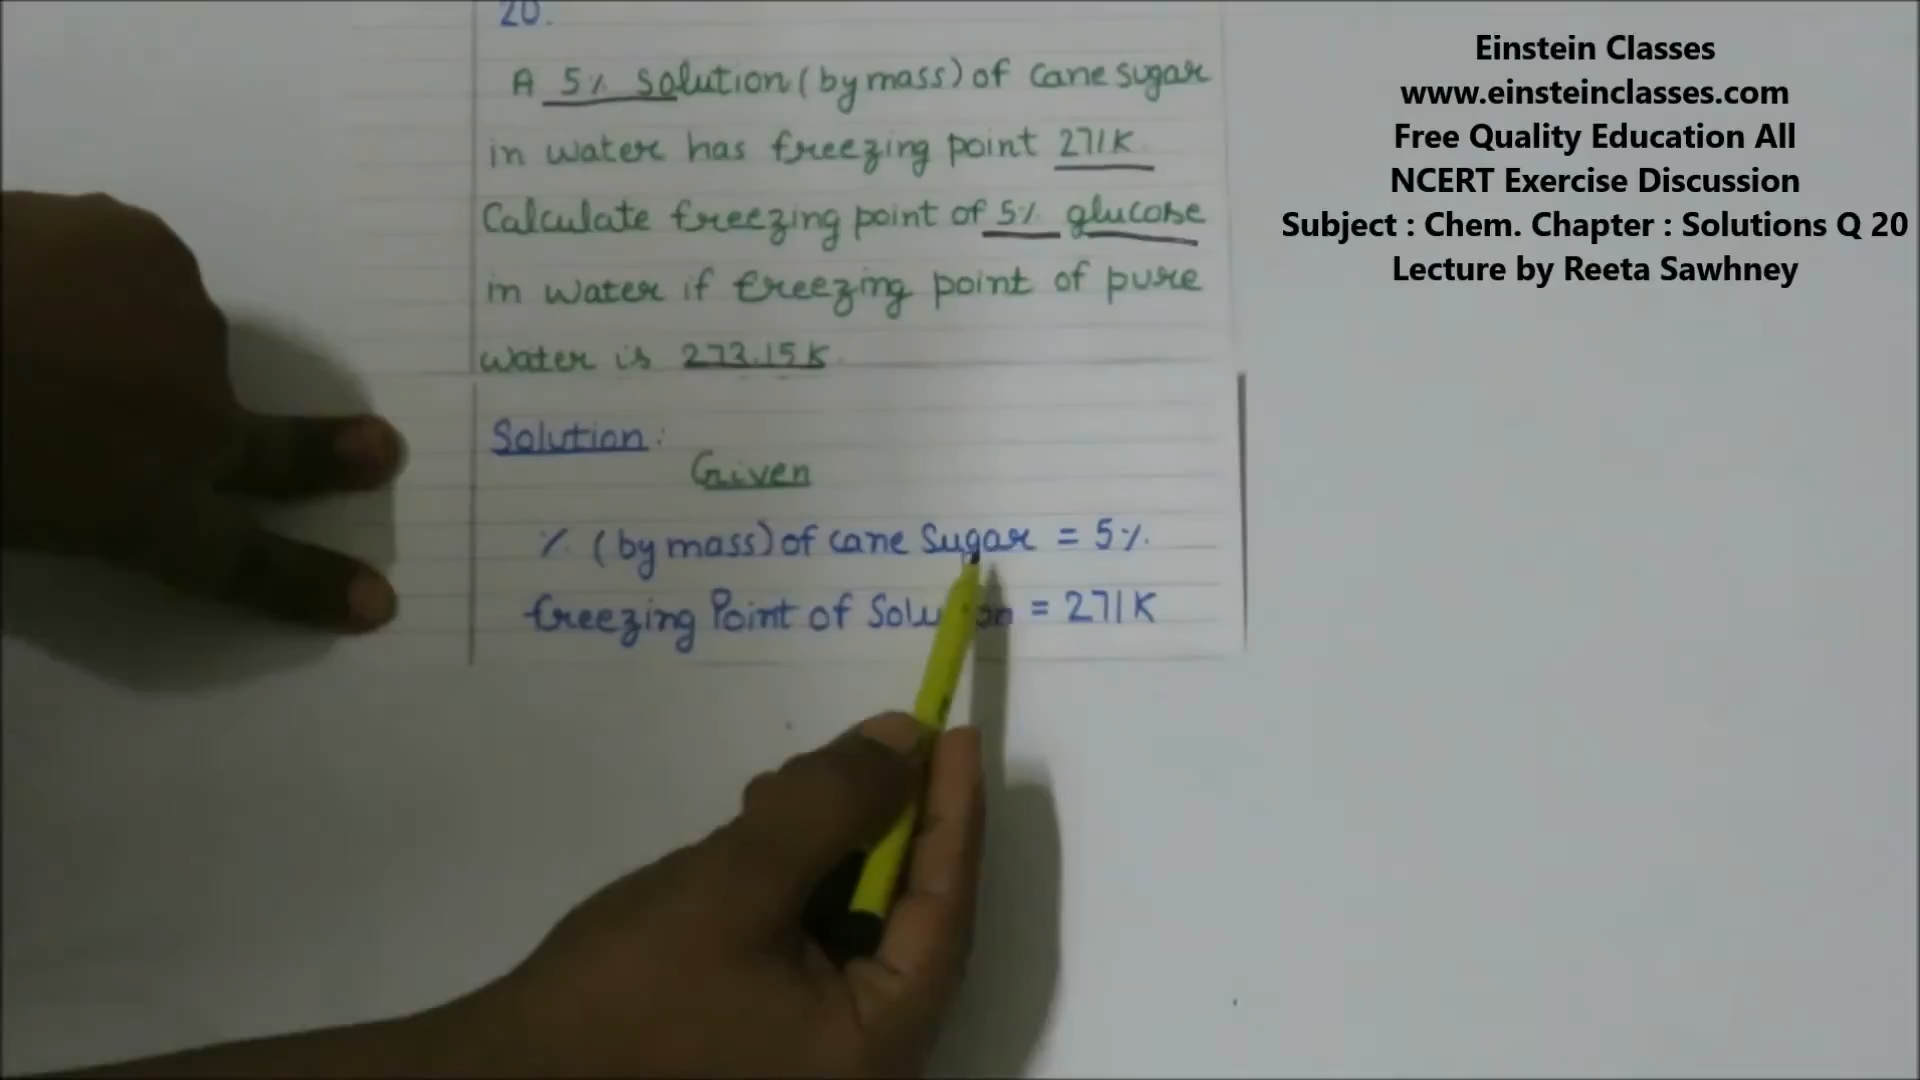 20.
A 5% solution (by mass) of cane sugar
in water has freezing point 271K
Calculate freezing point of 5% glucose
in water if freezing point of pure
water is 273.15K.
Solution:
Given
% (by mass) of cane Sugar = 5%.
freezing Point of Solution = 271K
Einstein Classes
www.einsteinclasses.com
Free Quality Education All
NCERT Exercise Discussion
Subject : Chem. Chapter : Solutions Q 20
Lecture by Reeta Sawhney